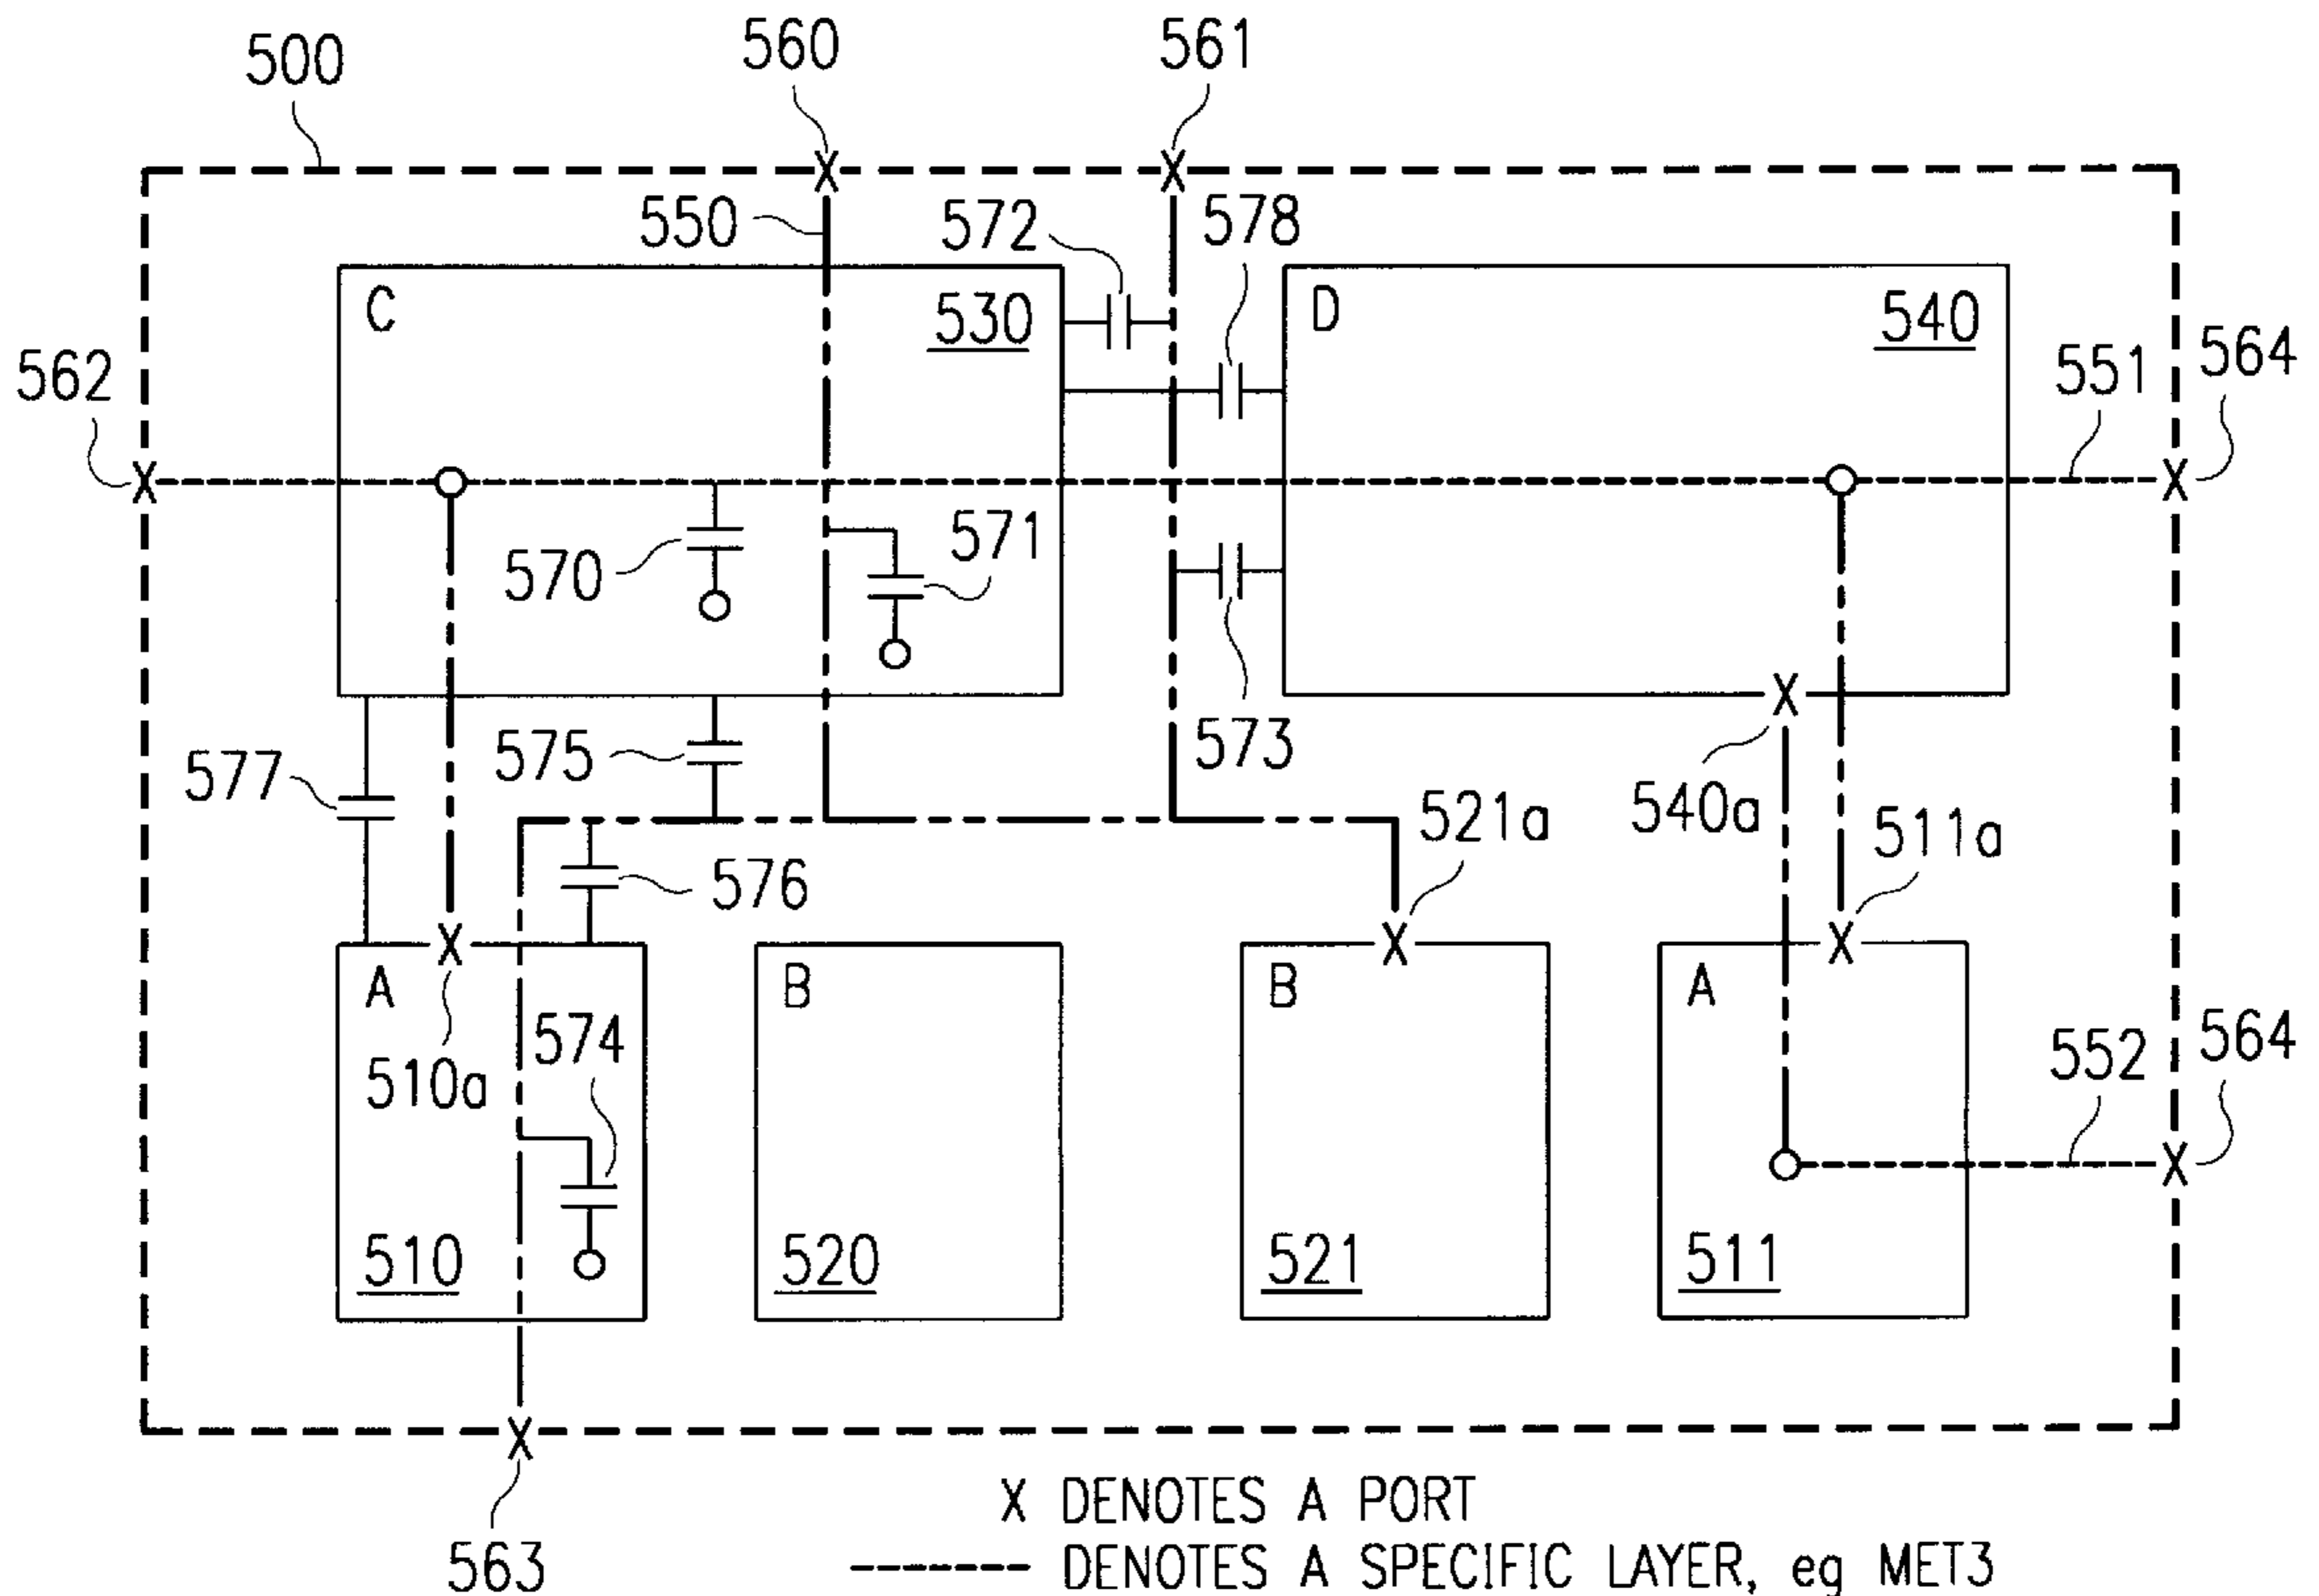 500
560
561
550
572
578
C
530
D
540
562
551
564
570
571
577
575
573
540a
521a
511a
576
A
B
B
A
574
510a
552
564
510
520
521
511
563
X DENOTES A PORT
DENOTES A SPECIFIC LAYER, eg MET3